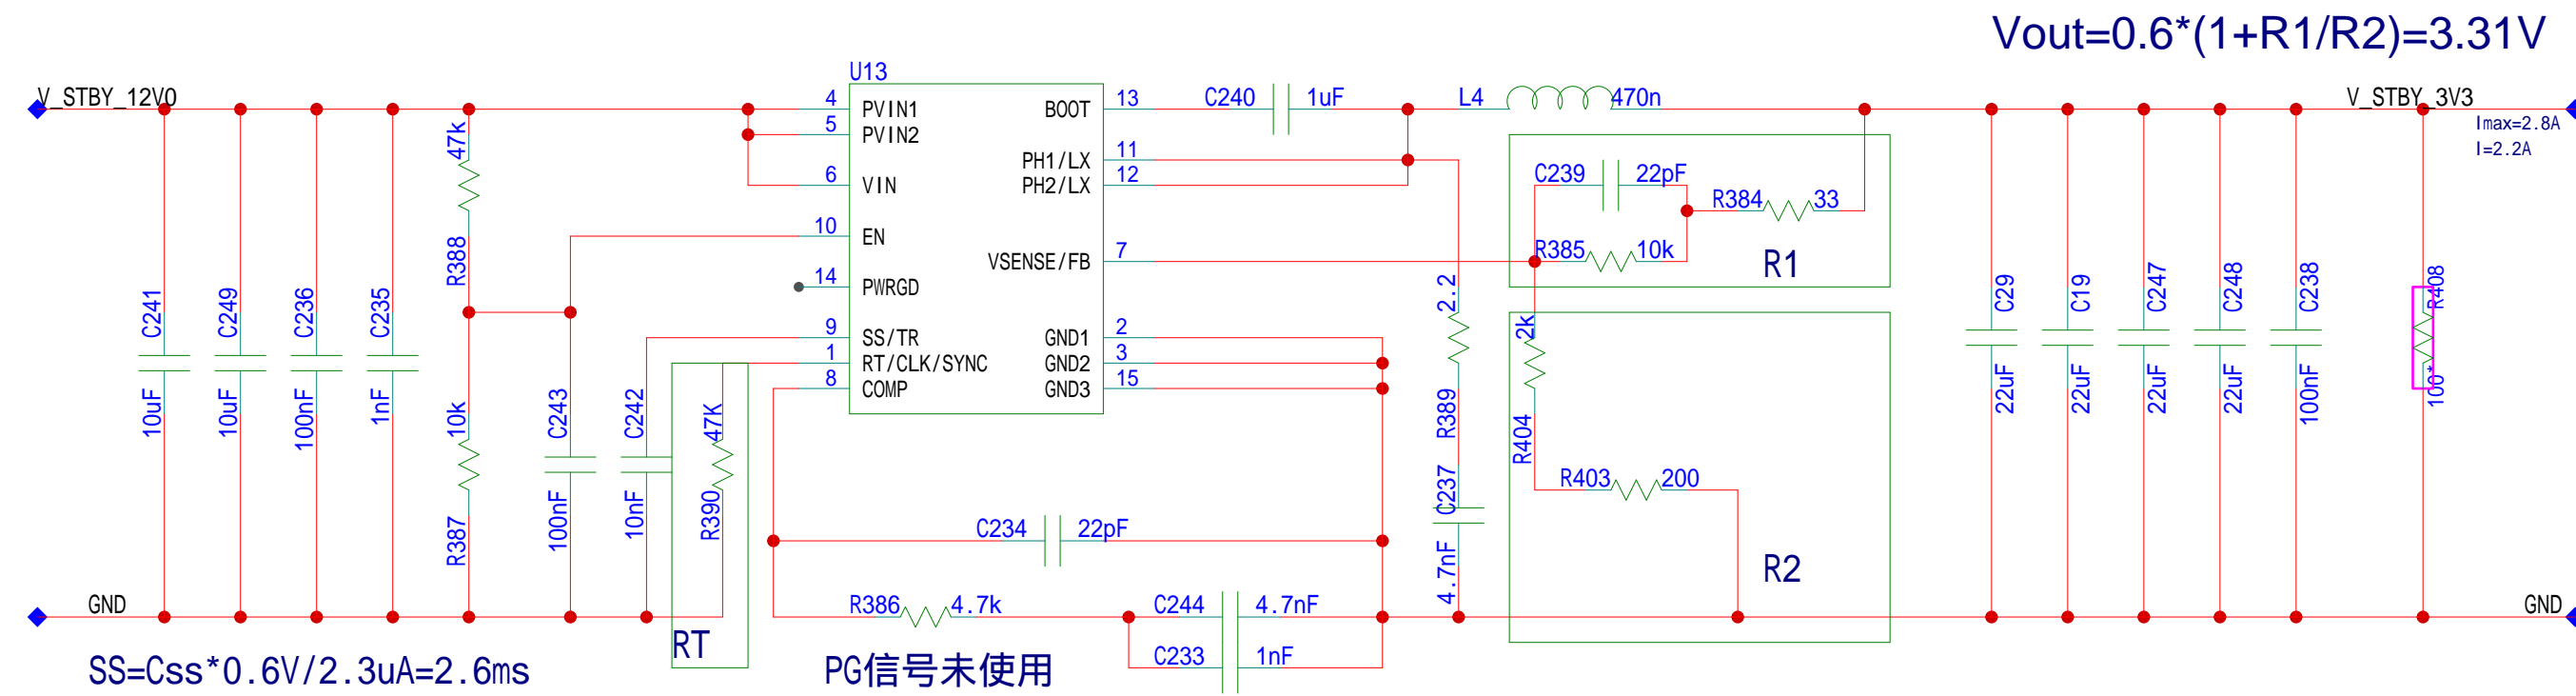 Vout=0.6*(1+R1/R2)=3.31V
V_STBY_12V0
U13
4 PVIN1
5 PVIN2
6 VIN
10 EN
14 PWRGD
9 SS/TR
1 RT/CLK/SYNC
8 COMP
BOOT 13
PH1/LX 11
PH2/LX 12
VSENSE/FB 7
GND1 2
GND2 3
GND3 15
C240 1uF
L4 470n
V_STBY_3V3
Imax=2.8A
I=2.2A
C239 22pF
R384 33
R385 10k
R1
47k
R388
C241
10uF
C249
10uF
C236
100nF
C235
1nF
10k
R387
C243
100nF
C242
10nF
47K
R390
RT
2.2
R389
C237
4.7nF
2k
R404
R403 200
R2
C29
22uF
C19
22uF
C247
22uF
C248
22uF
C238
100nF
R408
100*
C234 22pF
R386 4.7k
C244 4.7nF
C233 1nF
GND
GND
SS=Css*0.6V/2.3uA=2.6ms
PG信号未使用